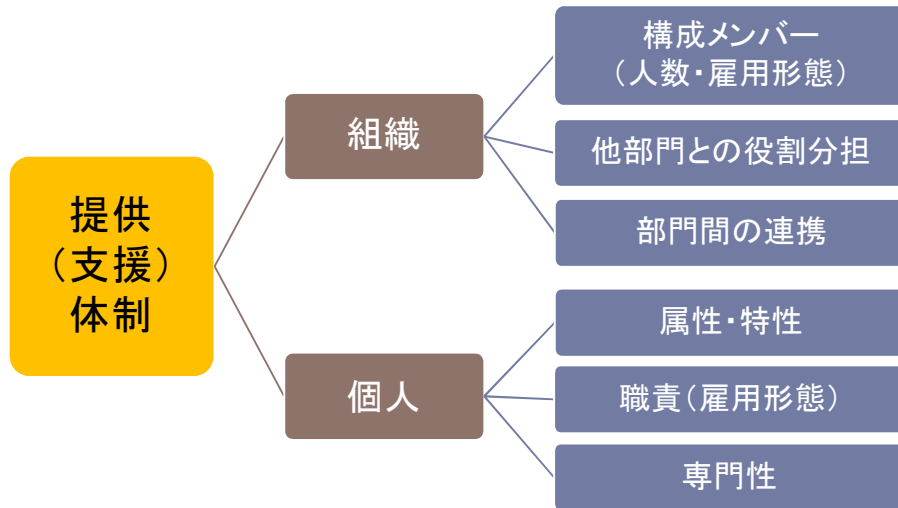 提供
（支援）
体制
組織
構成メンバー
（人数・雇用形態）
他部門との役割分担
部門間の連携
個人
属性・特性
職責（雇用形態）
専門性